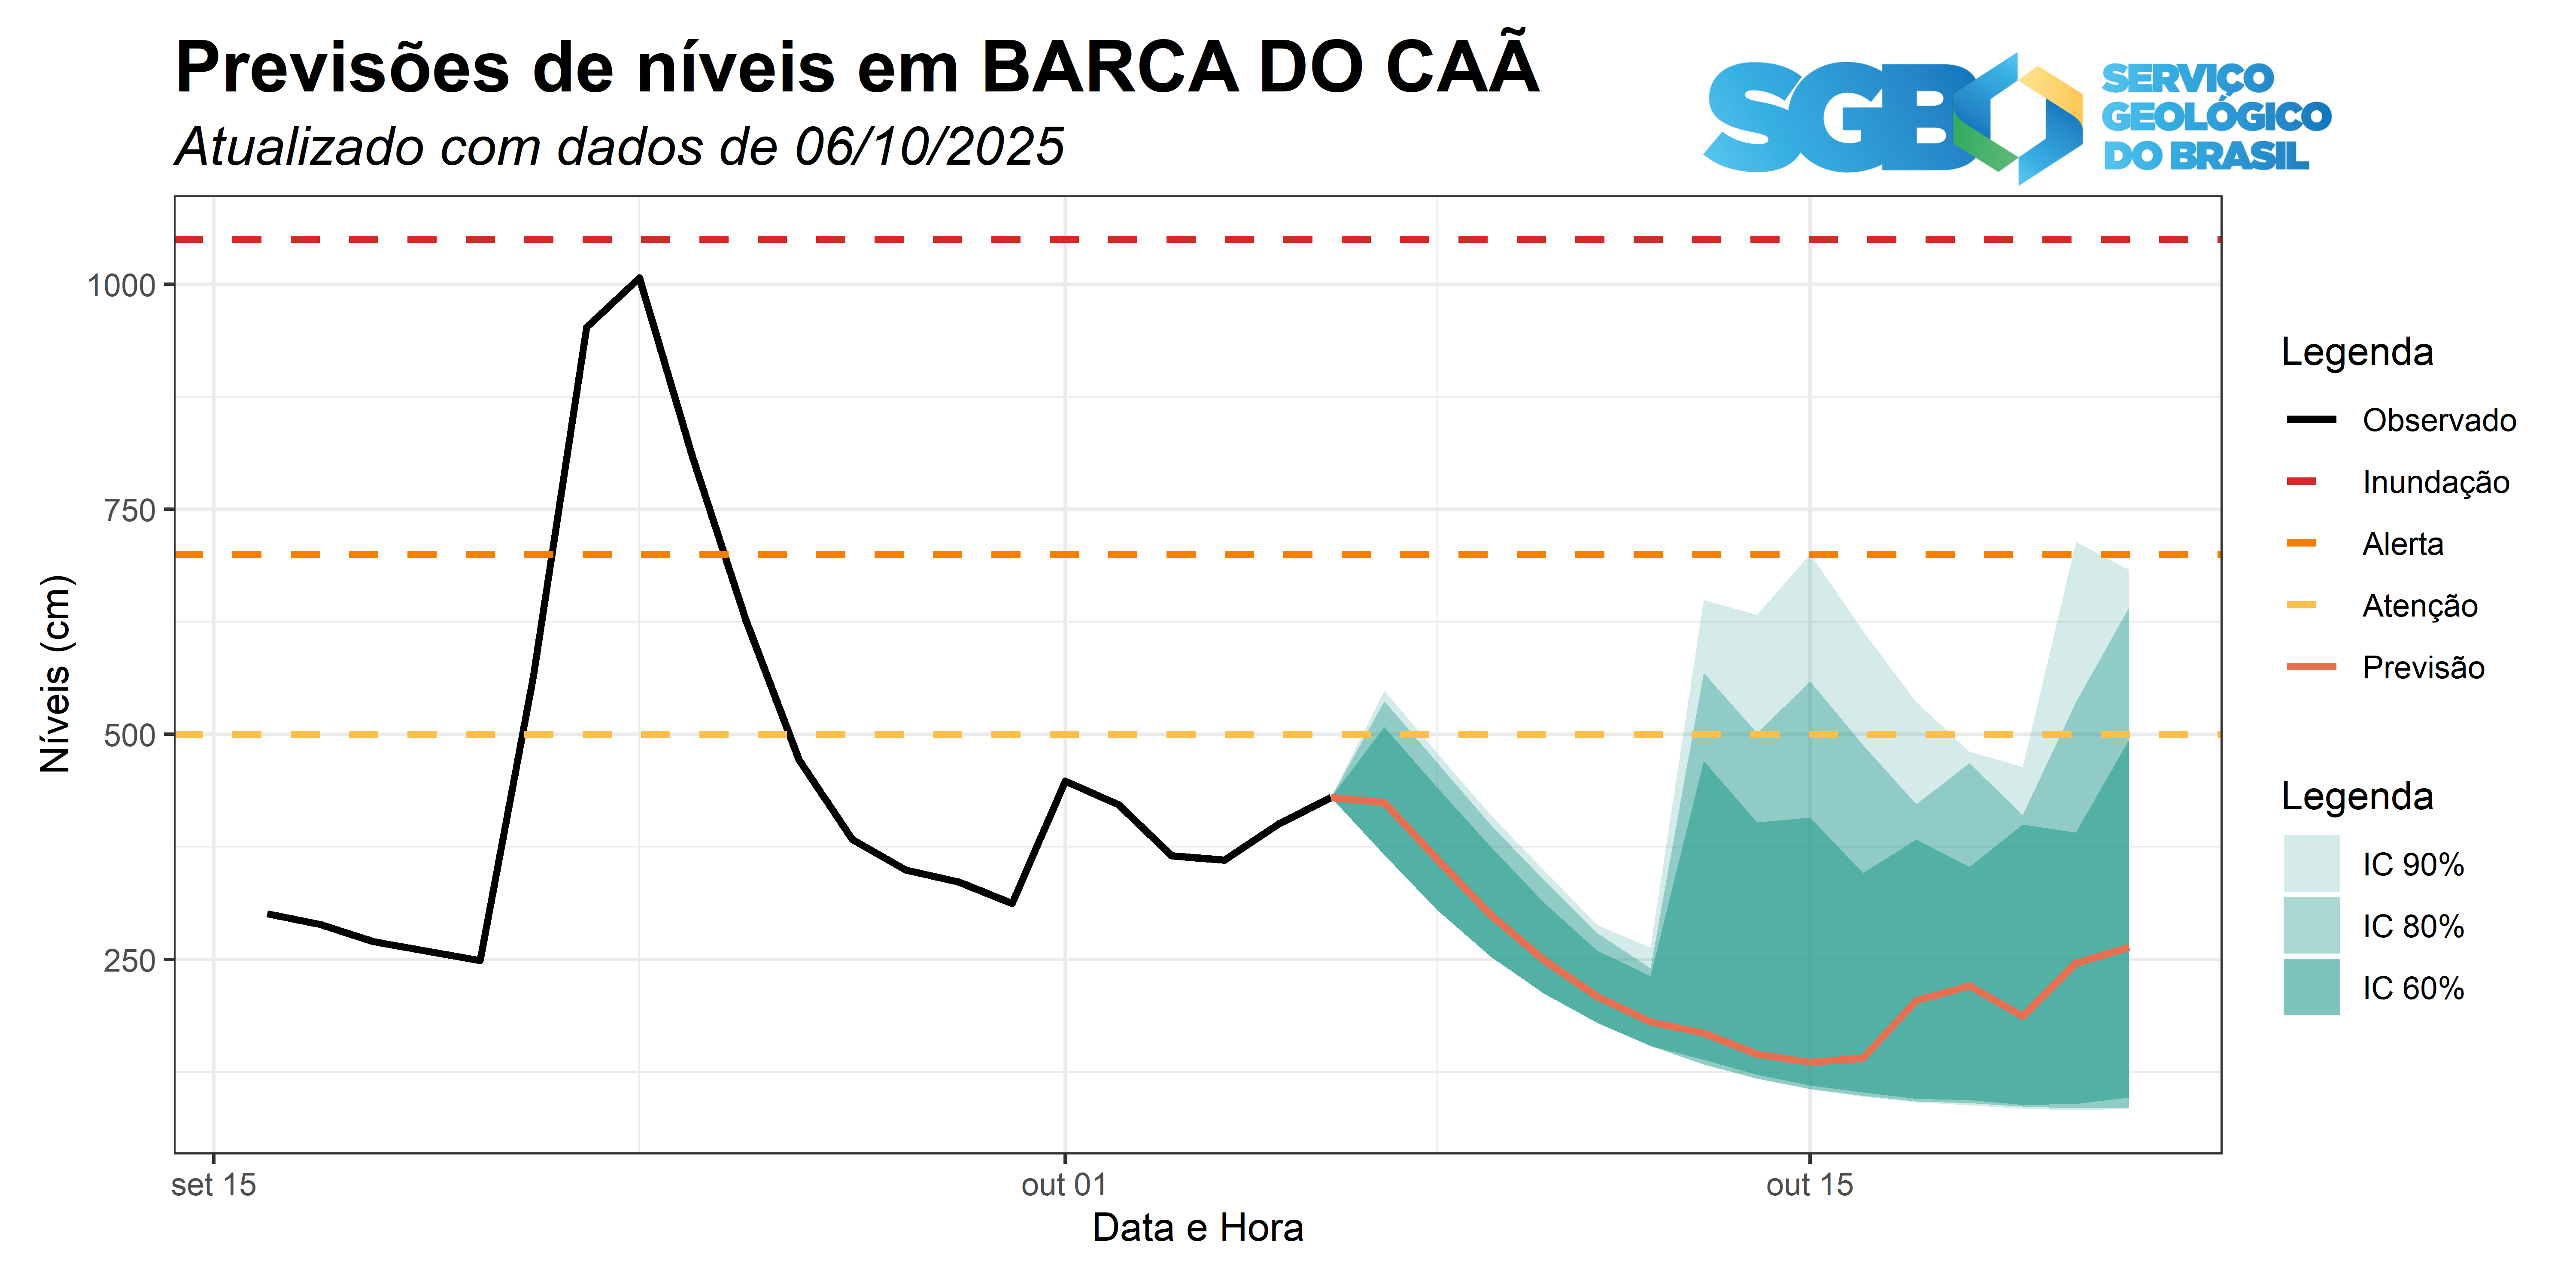 Previsões de níveis em BARCA DO CAÃ
Atualizado com dados de 06/10/2025
SGB
SERVIÇO
GEOLÓGICO
DO BRASIL
1000
750
500
250
Níveis (cm)
set 15
out 01
out 15
Data e Hora
Legenda
Observado
Inundação
Alerta
Atenção
Previsão
Legenda
IC 90%
IC 80%
IC 60%